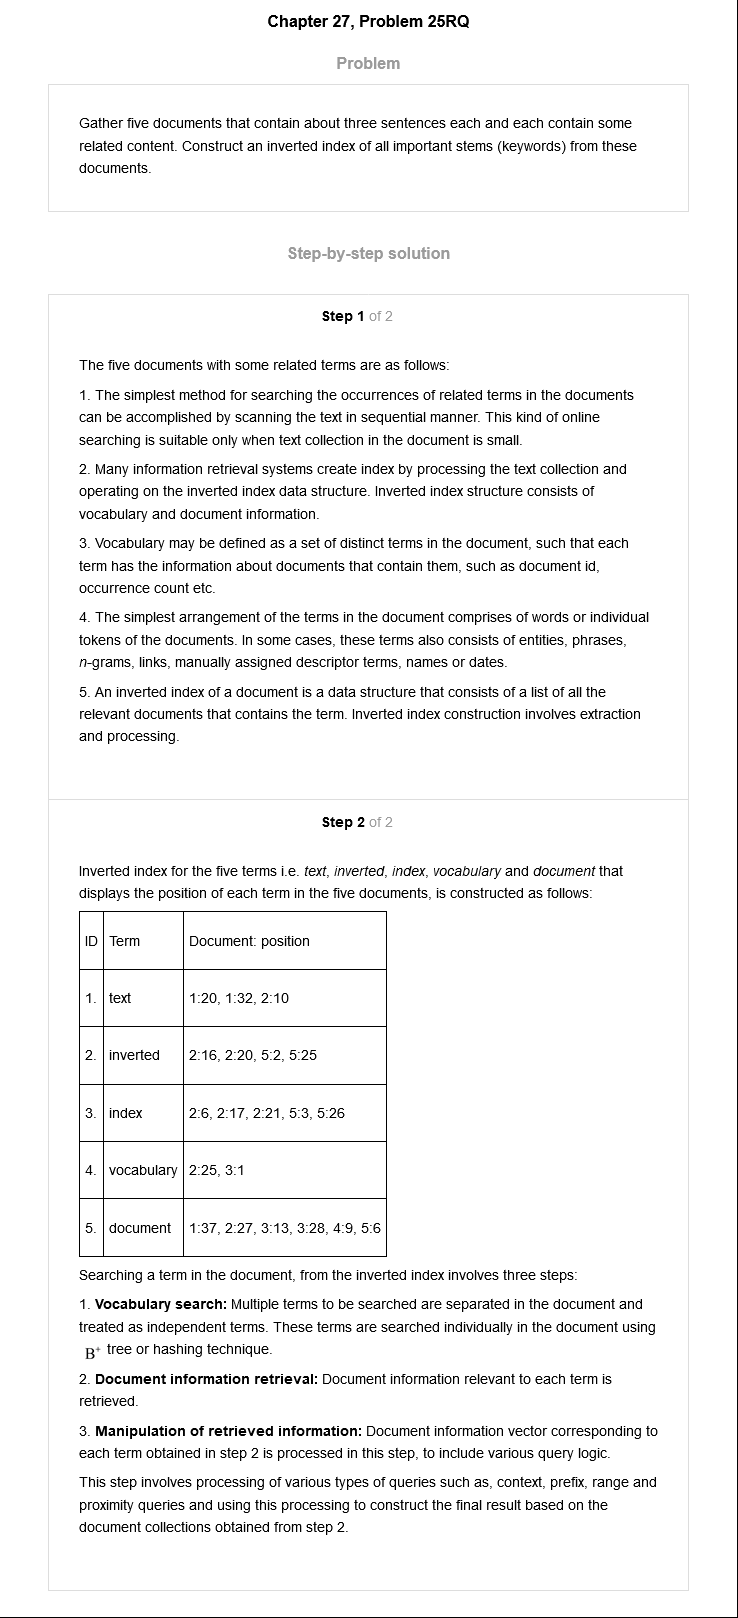 Chapter 27, Problem 25RQ
Problem
Gather five documents that contain about three sentences each and each contain some
related content. Construct an inverted index of all important stems (keywords) from these
documents.
Step-by-step solution
Step 1 of 2
The five documents with some related terms are as follows:
1. The simplest method for searching the occurrences of related terms in the documents
can be accomplished by scanning the text in sequential manner. This kind of online
searching is suitable only when text collection in the document is small.
2. Many information retrieval systems create index by processing the text collection and
operating on the inverted index data structure. Inverted index structure consists of
vocabulary and document information.
3. Vocabulary may be defined as a set of distinct terms in the document, such that each
term has the information about documents that contain them, such as document id,
occurrence count etc.
4. The simplest arrangement of the terms in the document comprises of words or individual
tokens of the documents. In some cases, these terms also consists of entities, phrases,
n-grams, links, manually assigned descriptor terms, names or dates.
5. An inverted index of a document is a data structure that consists of a list of all the
relevant documents that contains the term. Inverted index construction involves extraction
and processing.
Step 2 of 2
Inverted index for the five terms i.e. text, inverted, index, vocabulary and document that
displays the position of each term in the five documents, is constructed as follows:
ID Term Document: position
1. text 1:20, 1:32, 2:10
2. inverted 2:16, 2:20, 5:2, 5:25
3. index 2:6, 2:17, 2:21, 5:3, 5:26
4. vocabulary 2:25, 3:1
5. document 1:37, 2:27, 3:13, 3:28, 4:9, 5:6
Searching a term in the document, from the inverted index involves three steps:
1. Vocabulary search: Multiple terms to be searched are separated in the document and
treated as independent terms. These terms are searched individually in the document using
B⁺ tree or hashing technique.
2. Document information retrieval: Document information relevant to each term is
retrieved.
3. Manipulation of retrieved information: Document information vector corresponding to
each term obtained in step 2 is processed in this step, to include various query logic.
This step involves processing of various types of queries such as, context, prefix, range and
proximity queries and using this processing to construct the final result based on the
document collections obtained from step 2.